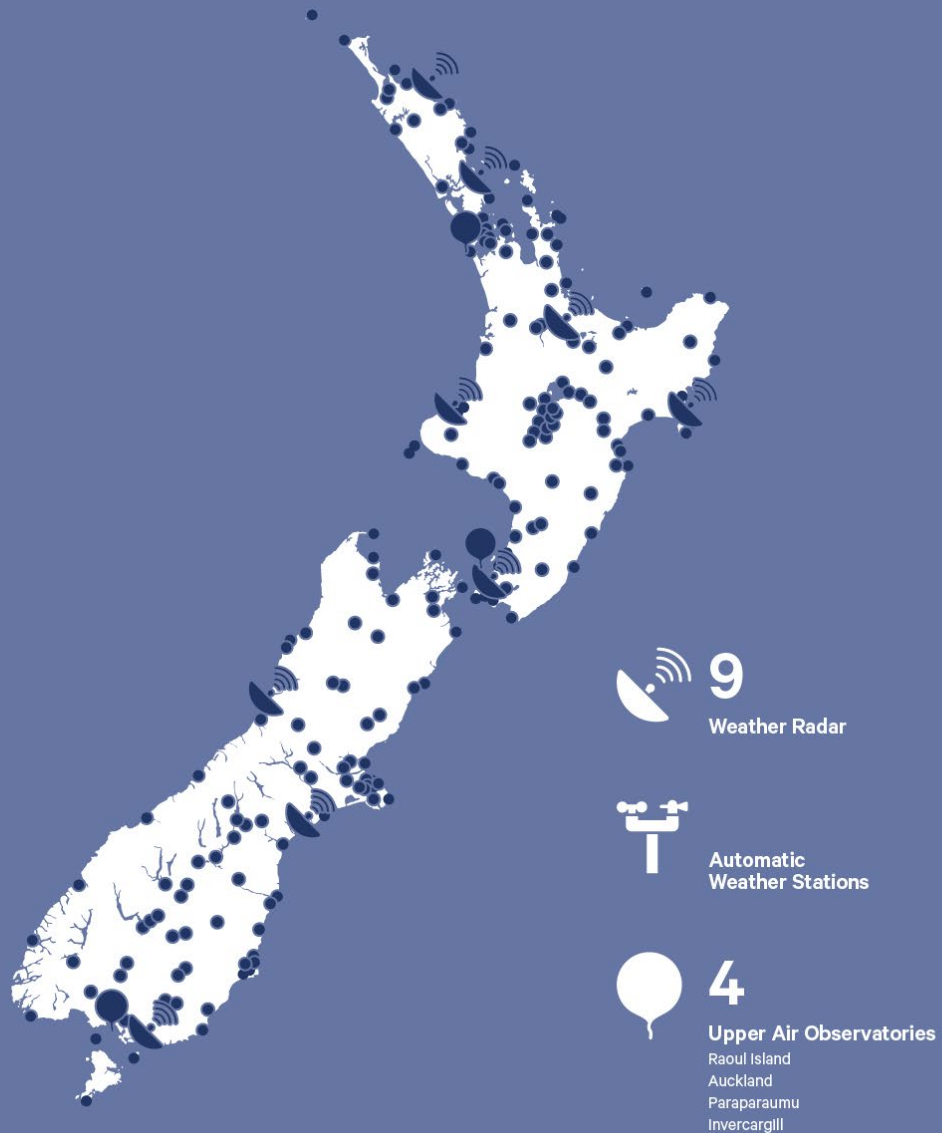 9
Weather Radar
Automatic
Weather Stations
4
Upper Air Observatories
Raoul Island
Auckland
Paraparaumu
Invercargill